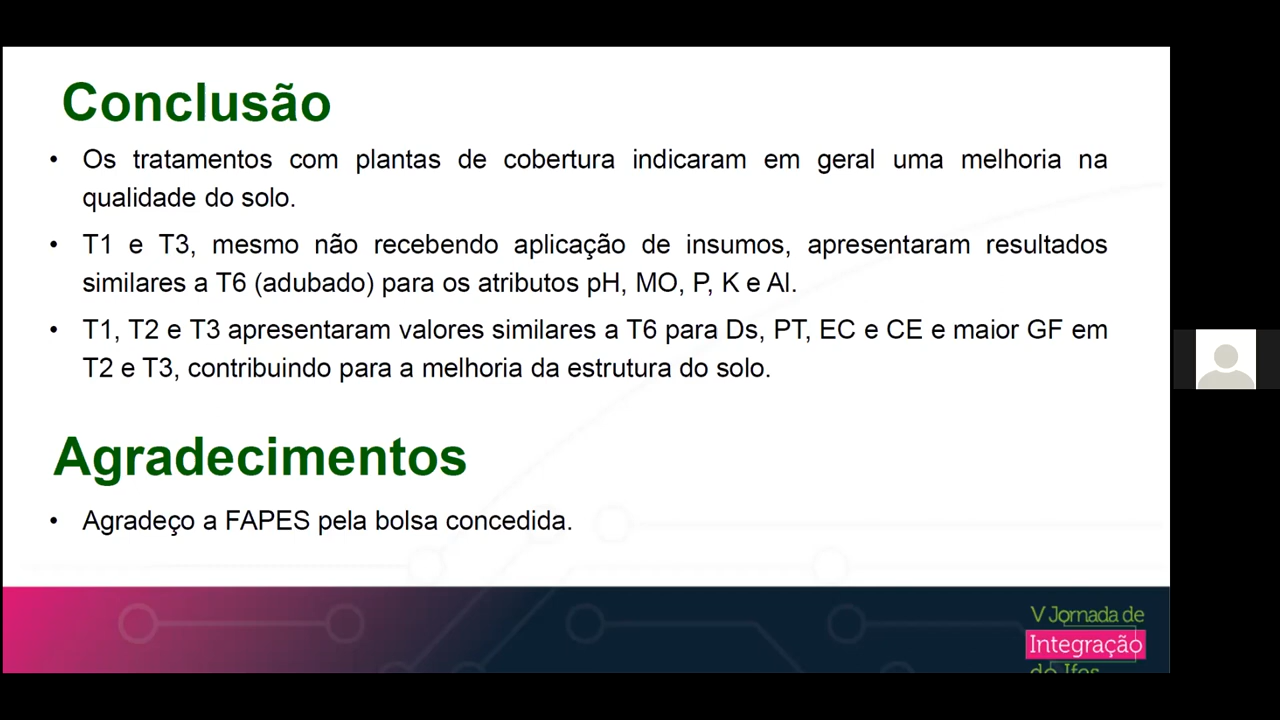 Conclusão
• Os tratamentos com plantas de cobertura indicaram em geral uma melhoria na
qualidade do solo.
• T1 e T3, mesmo não recebendo aplicação de insumos, apresentaram resultados
similares a T6 (adubado) para os atributos pH, MO, P, K e Al.
• T1, T2 e T3 apresentaram valores similares a T6 para Ds, PT, EC e CE e maior GF em
T2 e T3, contribuindo para a melhoria da estrutura do solo.
Agradecimentos
• Agradeço a FAPES pela bolsa concedida.
V Jornada de
Integração
do Ifes